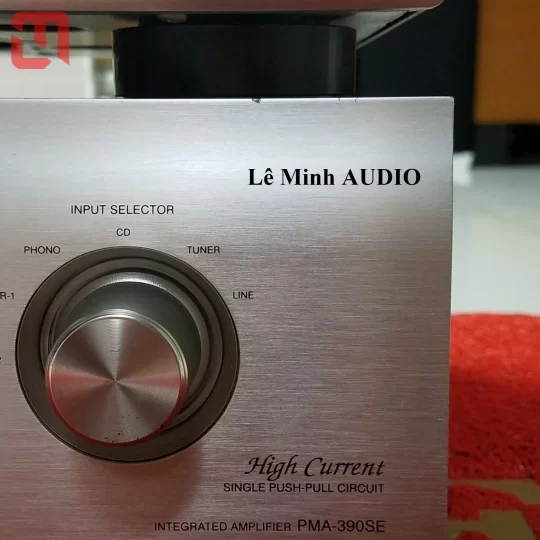 Lê Minh AUDIO
INPUT SELECTOR
CD
PHONO TUNER
R-1 LINE
High Current
SINGLE PUSH-PULL CIRCUIT
INTEGRATED AMPLIFIER PMA-390SE